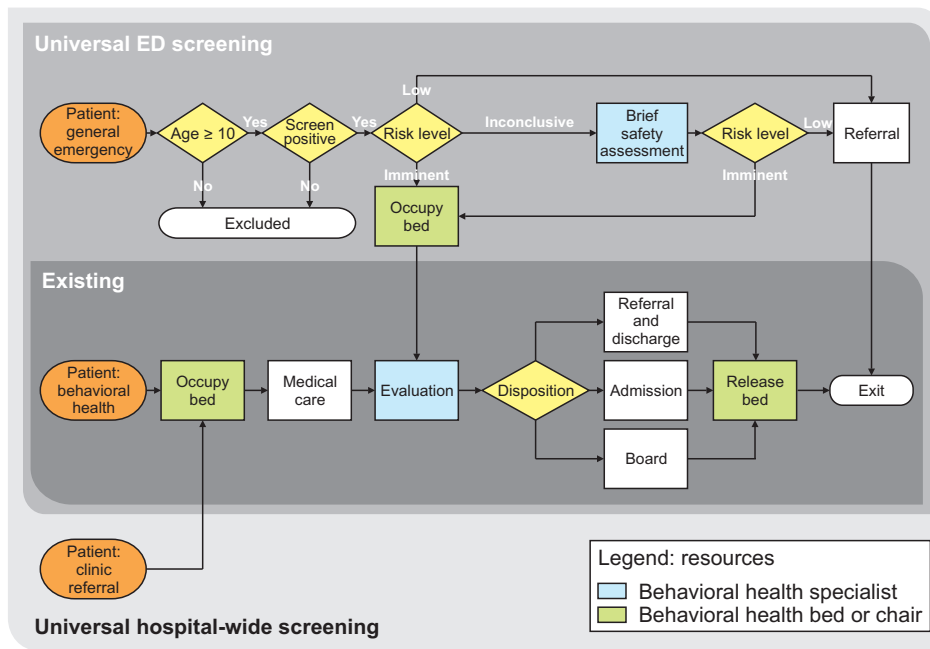 Universal ED screening
Low
Patient:
general
emergency
Age ≥ 10
Yes
Screen
positive
Yes
Risk level
Inconclusive
Brief
safety
assessment
Risk level
Low
Referral
No
No
Imminent
Imminent
Excluded
Occupy
bed
Existing
Referral
and
discharge
Patient:
behavioral
health
Occupy
bed
Medical
care
Evaluation
Disposition
Admission
Release
bed
Exit
Board
Patient:
clinic
referral
Legend: resources
Behavioral health specialist
Behavioral health bed or chair
Universal hospital-wide screening